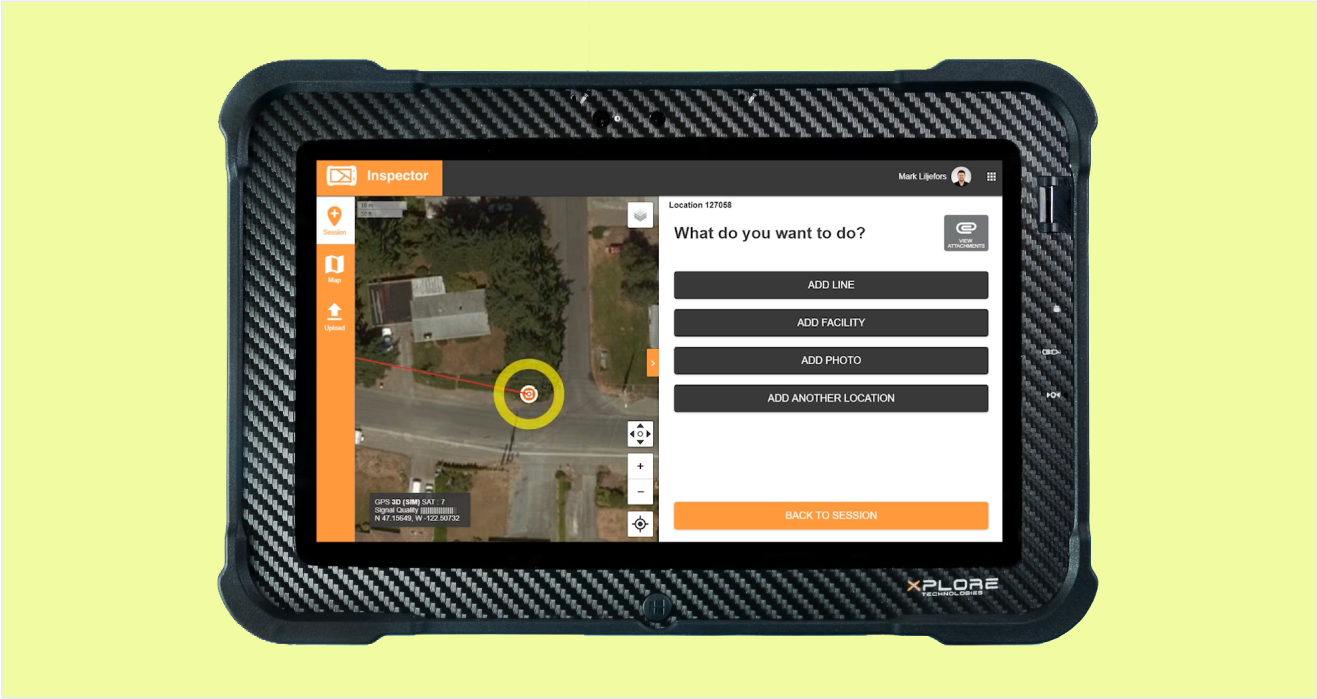 Inspector
Mark Liljefors
Session
Map
Upload
10 m
GPS 3D (SIM) SAT : 7
Signal Quality
N 47.15649, W -122.50732
+
−
Location 127058
What do you want to do?
VIEW
ATTACHMENTS
ADD LINE
ADD FACILITY
ADD PHOTO
ADD ANOTHER LOCATION
BACK TO SESSION
XPLORE
TECHNOLOGIES